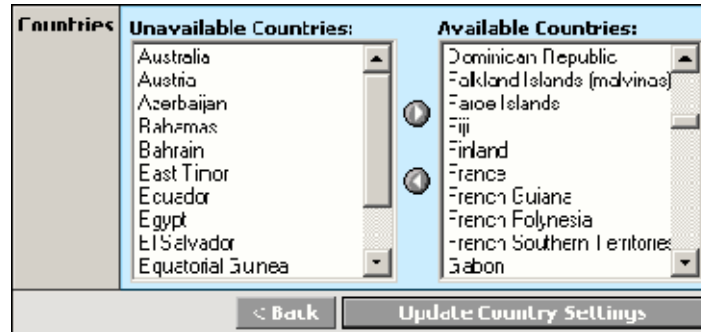 Countries
Unavailable Countries:
Australia
Austria
Azerbaijan
Bahamas
Bahrain
East Timor
Ecuador
Egypt
El Salvador
Equatorial Guinea
Available Countries:
Dominican Republic
Falkland Islands (malvinas)
Faroe Islands
Fiji
Finland
France
French Guiana
French Polynesia
French Southern Territories
Gabon
< Back
Update Country Settings